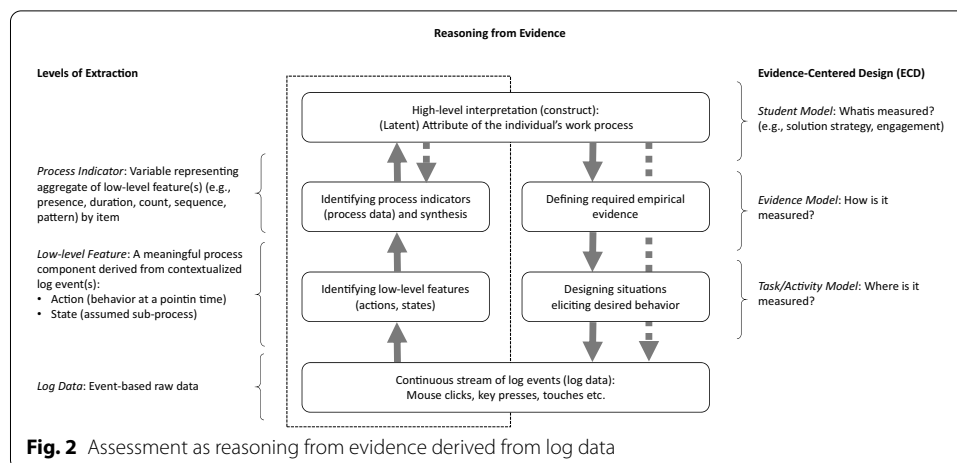 Reasoning from Evidence
Levels of Extraction
Evidence-Centered Design (ECD)
High-level interpretation (construct):
(Latent) Attribute of the individual's work process
Student Model: Whatis measured?
(e.g., solution strategy, engagement)
Process Indicator: Variable representing
aggregate of low-level feature(s) (e.g.,
presence, duration, count, sequence,
pattern) by item
Identifying process indicators
(process data) and synthesis
Defining required empirical
evidence
Evidence Model: How is it
measured?
Low-level Feature: A meaningful process
component derived from contextualized
log event(s):
• Action (behavior at a pointin time)
• State (assumed sub-process)
Identifying low-level features
(actions, states)
Designing situations
eliciting desired behavior
Task/Activity Model: Where is it
measured?
Log Data: Event-based raw data
Continuous stream of log events (log data):
Mouse clicks, key presses, touches etc.
Fig. 2 Assessment as reasoning from evidence derived from log data